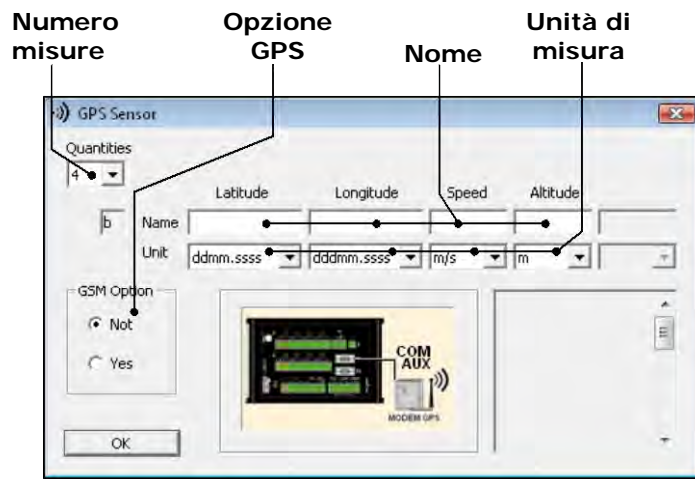 Numero
misure
Opzione
GPS
Nome
Unità di
misura
GPS Sensor
Quantities
4
Latitude
Longitude
Speed
Altitude
b
Name
Unit
ddmm.ssss
dddmm.ssss
m/s
m
GSM Option
Not
Yes
COM
AUX
MODEM GPS
OK